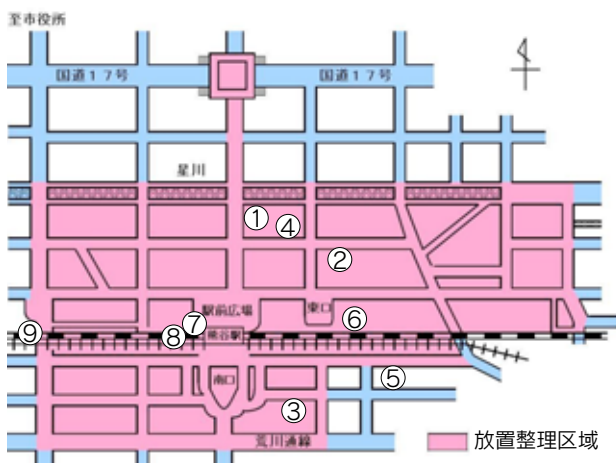 至市役所
国道17号
国道17号
星川
①
④
②
駅前広場
東口
⑦
⑥
⑨
⑧
熊谷駅
南口
⑤
③
荒川通線
放置整理区域